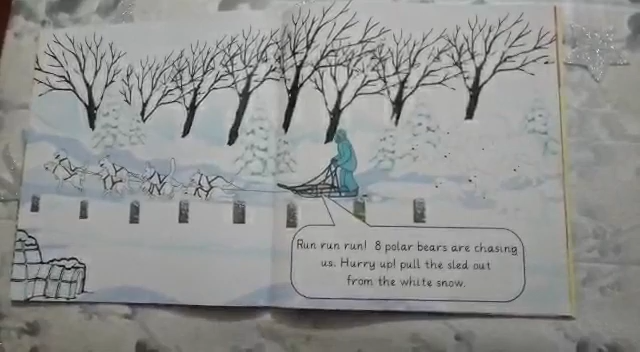 Run run run! 8 polar bears are chasing
us. Hurry up! pull the sled out
from the white snow.